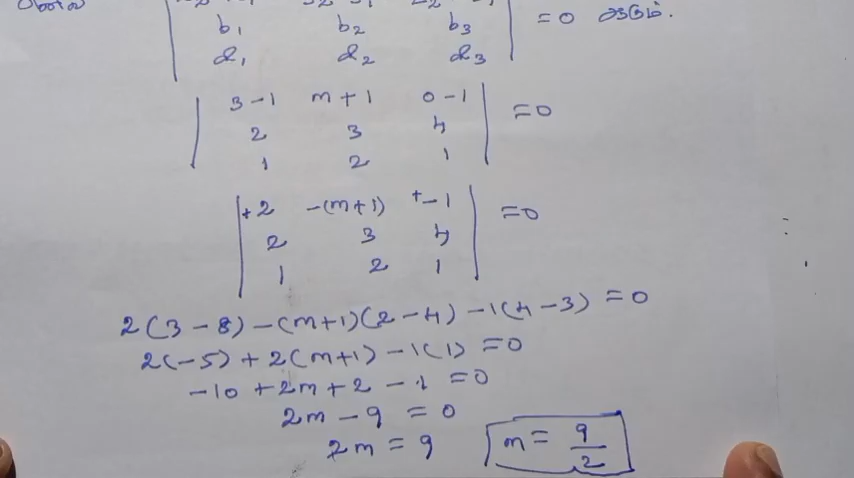 b₁ b₂ b₃ = 0 ஆகும்.
d₁ d₂ d₃
| 3-1 m+1 0-1 |
| 2 3 4 | = 0
| 1 2 1 |
| +2 -(m+1) +-1 |
| 2 3 4 | = 0
| 1 2 1 |
2(3-8) -(m+1)(2-4) -1(4-3) = 0
2(-5) + 2(m+1) -1(1) = 0
-10 + 2m + 2 - 1 = 0
2m - 9 = 0
2m = 9 m = 9/2